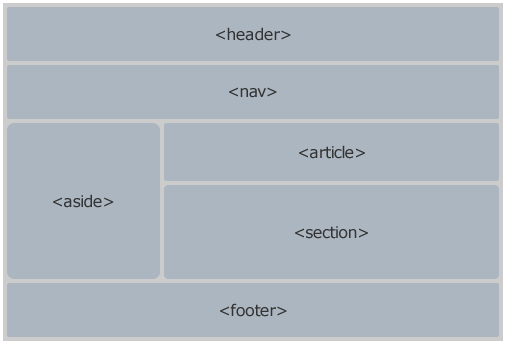 <header>
<nav>
<aside>
<article>
<section>
<footer>